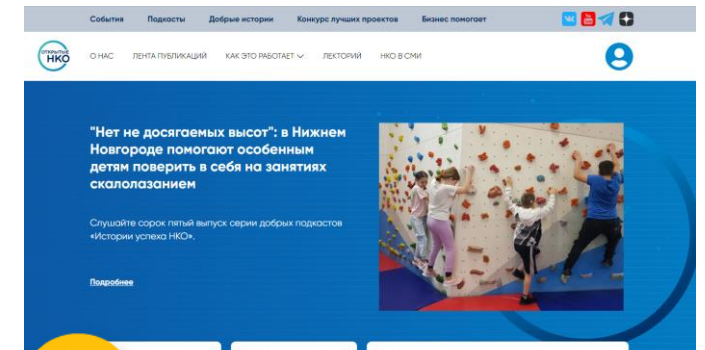 События Подкасты Добрые истории Конкурс лучших проектов Бизнес помогает
ОТКРЫТЫЕ
НКО
О НАС ЛЕНТА ПУБЛИКАЦИЙ КАК ЭТО РАБОТАЕТ ЛЕКТОРИЙ НКО В СМИ
"Нет не досягаемых высот": в Нижнем
Новгороде помогают особенным
детям поверить в себя на занятиях
скалолазанием
Слушайте сорок пятый выпуск серии добрых подкастов
«Истории успеха НКО».
Подробнее